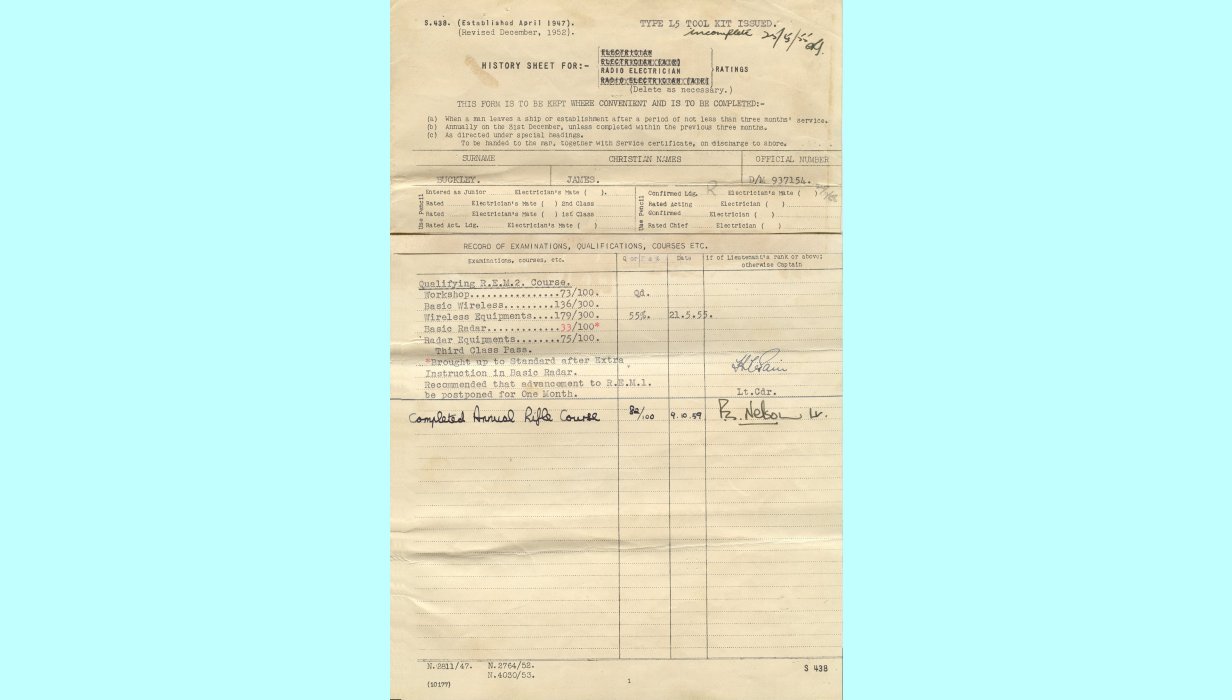 S.438. (Established April 1947).
(Revised December, 1952).
TYPE L5 TOOL KIT ISSUED.
incomplete 23/5/55
HISTORY SHEET FOR:-
ELECTRICIAN
ELECTRICIAN (AIR)
RADIO ELECTRICIAN
RADIO ELECTRICIAN (AIR)
RATINGS
(Delete as necessary.)
THIS FORM IS TO BE KEPT WHERE CONVENIENT AND IS TO BE COMPLETED:-
(a) When a man leaves a ship or establishment after a period of not less than three months' service.
(b) Annually on the 31st December, unless completed within the previous three months.
(c) As directed under special headings.
To be handed to the man, together with Service certificate, on discharge to shore.
SURNAME CHRISTIAN NAMES OFFICIAL NUMBER
BUCKLEY. JAMES. D/M 937154.
Use Pencil
Entered as Junior Electrician's Mate ( ).
Rated Electrician's Mate ( ) 2nd Class
Rated Electrician's Mate ( ) 1st Class
Rated Act. Ldg. Electrician's Mate ( )
Use Pencil
Confirmed Ldg. R Electrician's Mate ( )
Rated Acting Electrician ( )
Confirmed Electrician ( )
Rated Chief Electrician ( )
RECORD OF EXAMINATIONS, QUALIFICATIONS, COURSES ETC.
Examinations, courses, etc. Q or F a % Date if of Lieutenant's rank or above; otherwise Captain
Qualifying R.E.M.2. Course.
Workshop................73/100. Qd.
Basic Wireless.........136/300.
Wireless Equipments....179/300. 55%. 21.5.55.
Basic Radar.............33/100*
Radar Equipments........75/100.
Third Class Pass.
*Brought up to Standard after Extra
Instruction in Basic Radar.
Recommended that advancement to R.E.M.1.
be postponed for One Month.
Lt.Cdr.
Completed Annual Rifle Course 82/100 9.10.59 Nelson Lt.
N.2811/47. N.2764/52.
N.4030/53.
(10177)
1
S 438